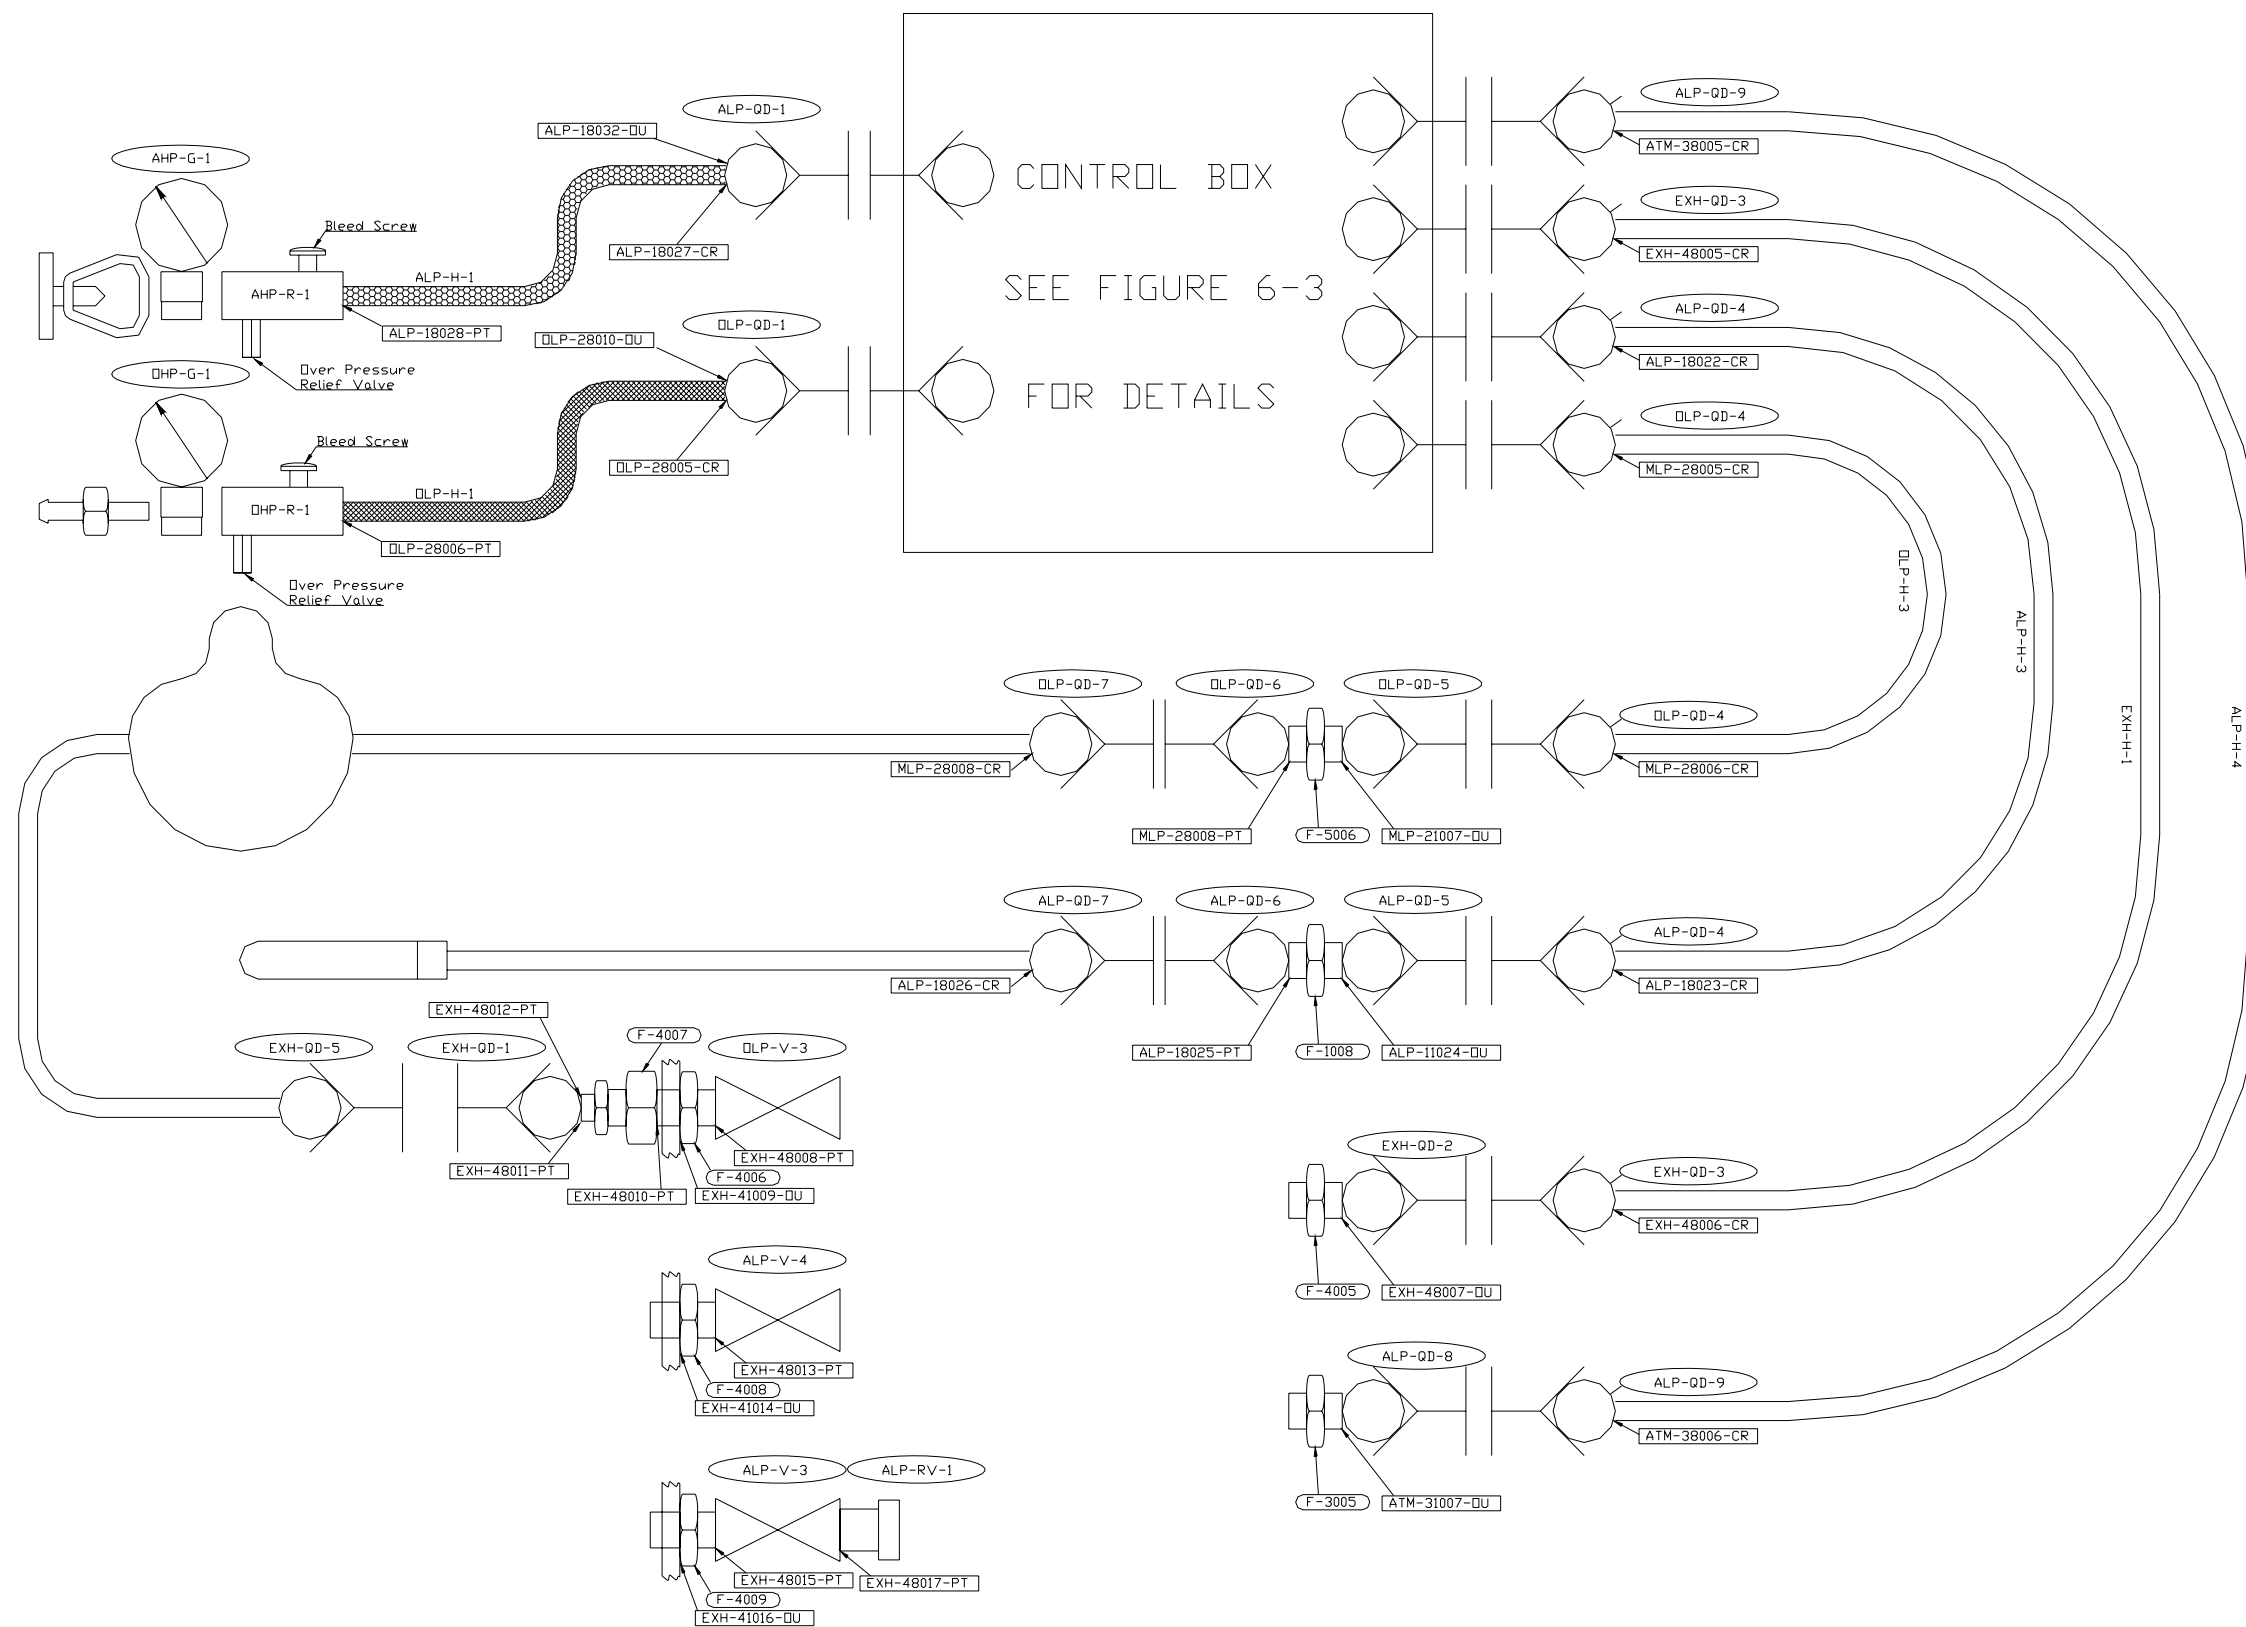 ALP-QD-1
ALP-18032-OU
AHP-G-1
Bleed Screw
ALP-18027-CR
ALP-H-1
AHP-R-1
ALP-18028-PT
Over Pressure
Relief Valve
OLP-QD-1
OLP-28010-OU
OHP-G-1
Bleed Screw
OLP-28005-CR
OLP-H-1
OHP-R-1
OLP-28006-PT
Over Pressure
Relief Valve
CONTROL BOX
SEE FIGURE 6-3
FOR DETAILS
ALP-QD-9
ATM-38005-CR
EXH-QD-3
EXH-48005-CR
ALP-QD-4
ALP-18022-CR
OLP-QD-4
MLP-28005-CR
OLP-H-3
ALP-H-3
EXH-H-1
ALP-H-4
OLP-QD-7
OLP-QD-6
OLP-QD-5
OLP-QD-4
MLP-28008-CR
MLP-28006-CR
MLP-28008-PT
F-5006
MLP-21007-OU
ALP-QD-7
ALP-QD-6
ALP-QD-5
ALP-QD-4
ALP-18026-CR
ALP-18023-CR
ALP-18025-PT
F-1008
ALP-11024-OU
EXH-48012-PT
F-4007
EXH-QD-5
EXH-QD-1
OLP-V-3
EXH-48008-PT
EXH-48011-PT
F-4006
EXH-48010-PT
EXH-41009-OU
EXH-QD-2
EXH-QD-3
EXH-48006-CR
F-4005
EXH-48007-OU
ALP-V-4
EXH-48013-PT
F-4008
EXH-41014-OU
ALP-QD-8
ALP-QD-9
ATM-38006-CR
F-3005
ATM-31007-OU
ALP-V-3
ALP-RV-1
EXH-48015-PT
EXH-48017-PT
F-4009
EXH-41016-OU